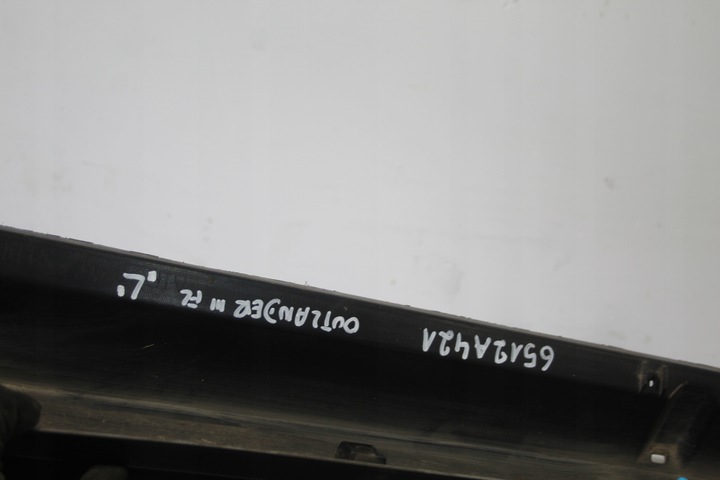 6512A421 OUTLANDER III FL "L"